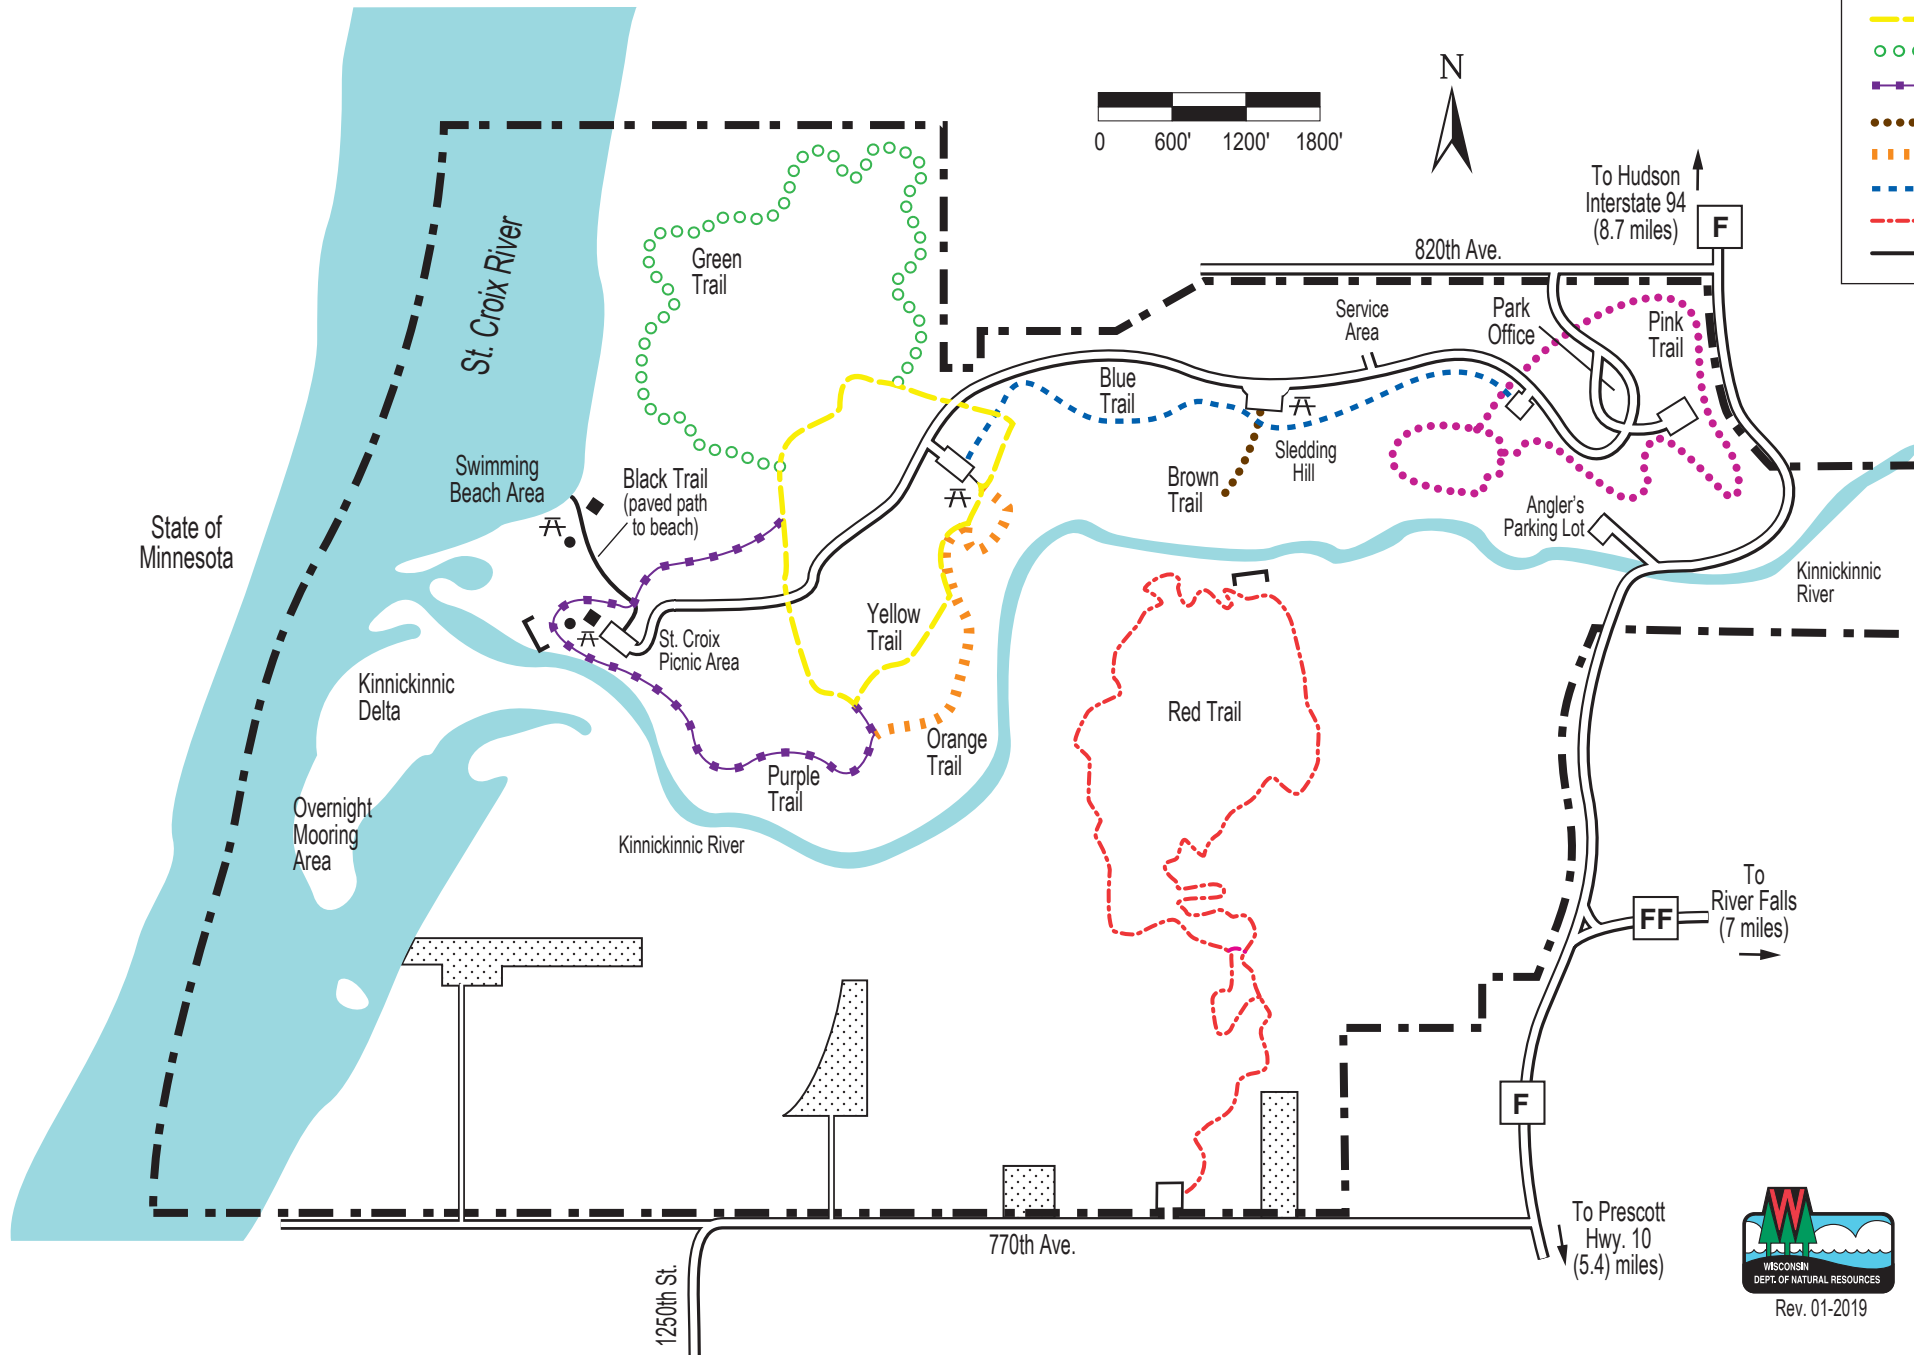 N
0 600' 1200' 1800'
To Hudson
Interstate 94
(8.7 miles)
F
820th Ave.
Green
Trail
St. Croix River
Service
Area
Park
Office
Pink
Trail
Blue
Trail
Swimming
Beach Area
Black Trail
(paved path
to beach)
Brown
Trail
Sledding
Hill
Angler's
Parking Lot
State of
Minnesota
Kinnickinnic
River
Yellow
Trail
St. Croix
Picnic Area
Kinnickinnic
Delta
Red Trail
Orange
Trail
Purple
Trail
Overnight
Mooring
Area
Kinnickinnic River
To
River Falls
(7 miles)
FF
F
To Prescott
Hwy. 10
(5.4) miles)
770th Ave.
1250th St.
W
WISCONSIN
DEPT. OF NATURAL RESOURCES
Rev. 01-2019